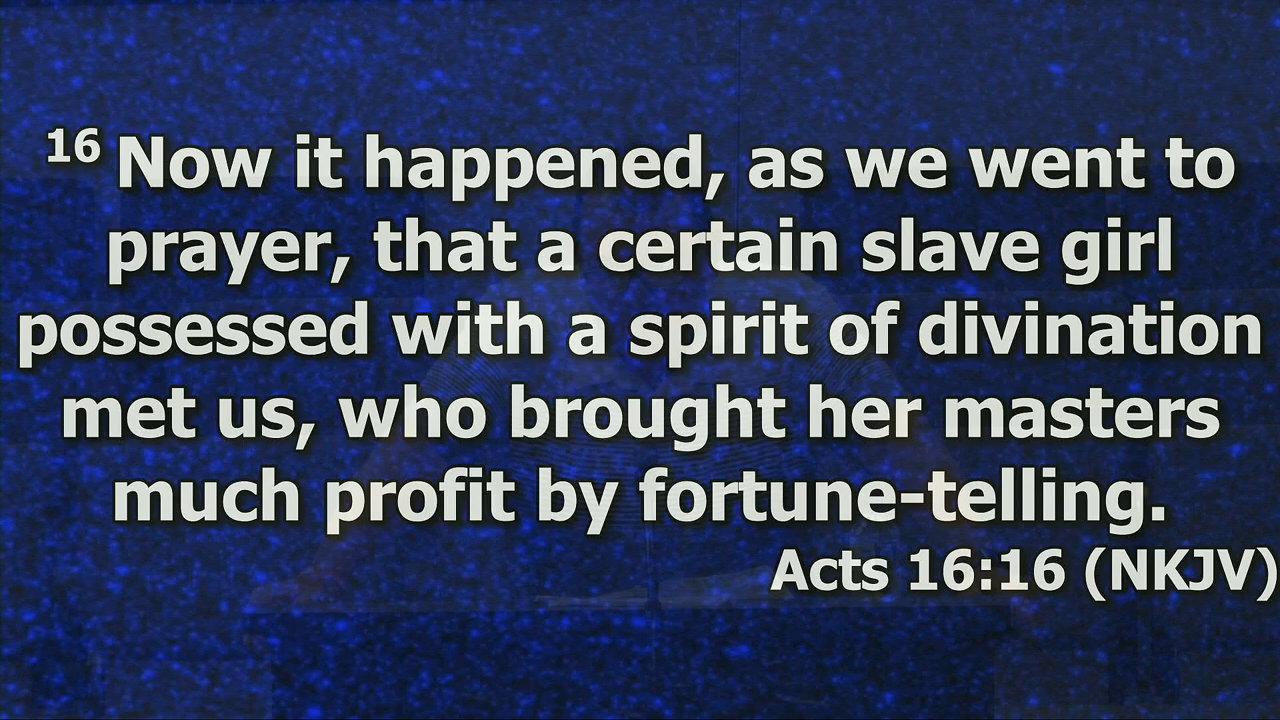 16 Now it happened, as we went to
prayer, that a certain slave girl
possessed with a spirit of divination
met us, who brought her masters
much profit by fortune-telling.
Acts 16:16 (NKJV)